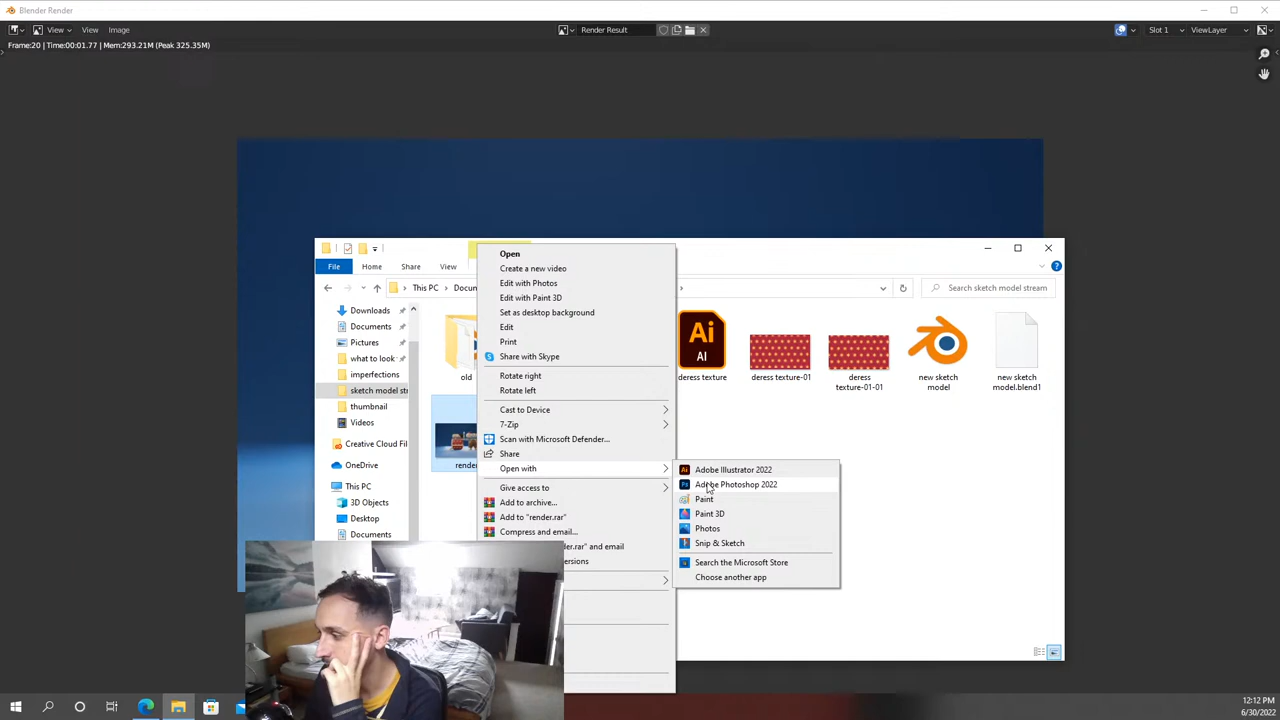 Blender Render
View
View
Image
Render Result
Slot 1
ViewLayer
Frame:20 | Time:00:01.77 | Mem:293.21M (Peak 325.35M)
File
Home
Share
View
This PC
Search sketch model stream
Downloads
Documents
Pictures
what to look
imperfections
sketch model str
thumbnail
Videos
Creative Cloud Fil
OneDrive
This PC
3D Objects
Desktop
Documents
old
render
Ai
AI
deress texture
deress texture-01
deress
texture-01-01
new sketch
model
new sketch
model.blend1
Open
Create a new video
Edit with Photos
Edit with Paint 3D
Set as desktop background
Edit
Print
Share with Skype
Rotate right
Rotate left
Cast to Device
7-Zip
Scan with Microsoft Defender...
Share
Open with
Give access to
Add to archive...
Add to "render.rar"
Compress and email...
der.rar" and email
Ai Adobe Illustrator 2022
Ps Adobe Photoshop 2022
Paint
Paint 3D
Photos
Snip & Sketch
Search the Microsoft Store
Choose another app
12:12 PM
6/30/2022